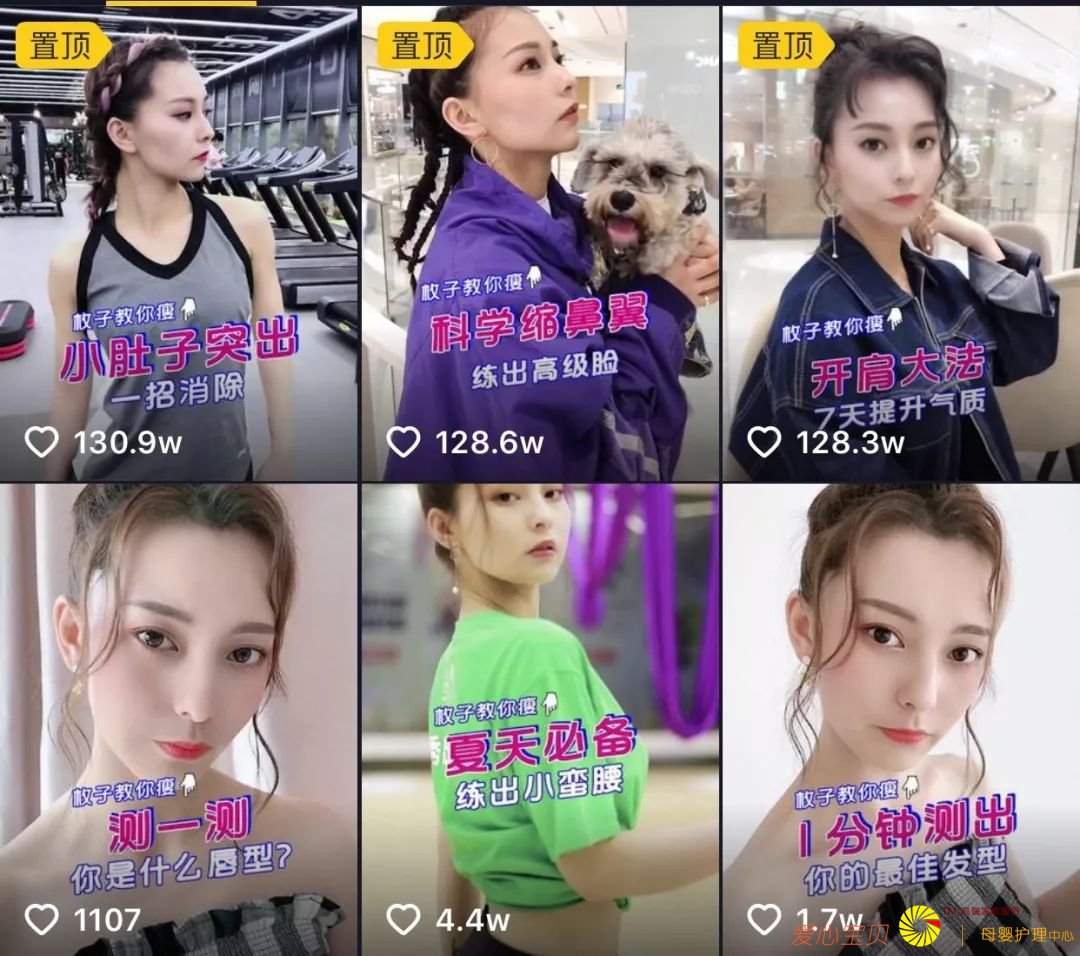 置顶
枚子教你瘦
小肚子突出
一招消除
130.9w
置顶
枚子教你瘦
科学缩鼻翼
练出高级脸
128.6w
置顶
枚子教你瘦
开肩大法
7天提升气质
128.3w
枚子教你瘦
测一测
你是什么唇型?
1107
枚子教你瘦
夏天必备
练出小蛮腰
4.4w
枚子教你瘦
1分钟测出
你的最佳发型
1.7w
爱心宝贝
母婴护理中心